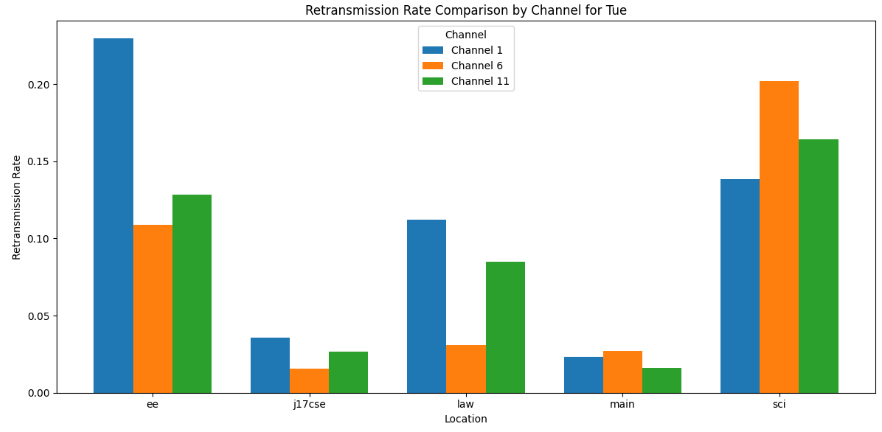 Retransmission Rate Comparison by Channel for Tue
Channel
Channel 1
Channel 6
Channel 11
Retransmission Rate
0.20
0.15
0.10
0.05
0.00
ee
j17cse
law
main
sci
Location